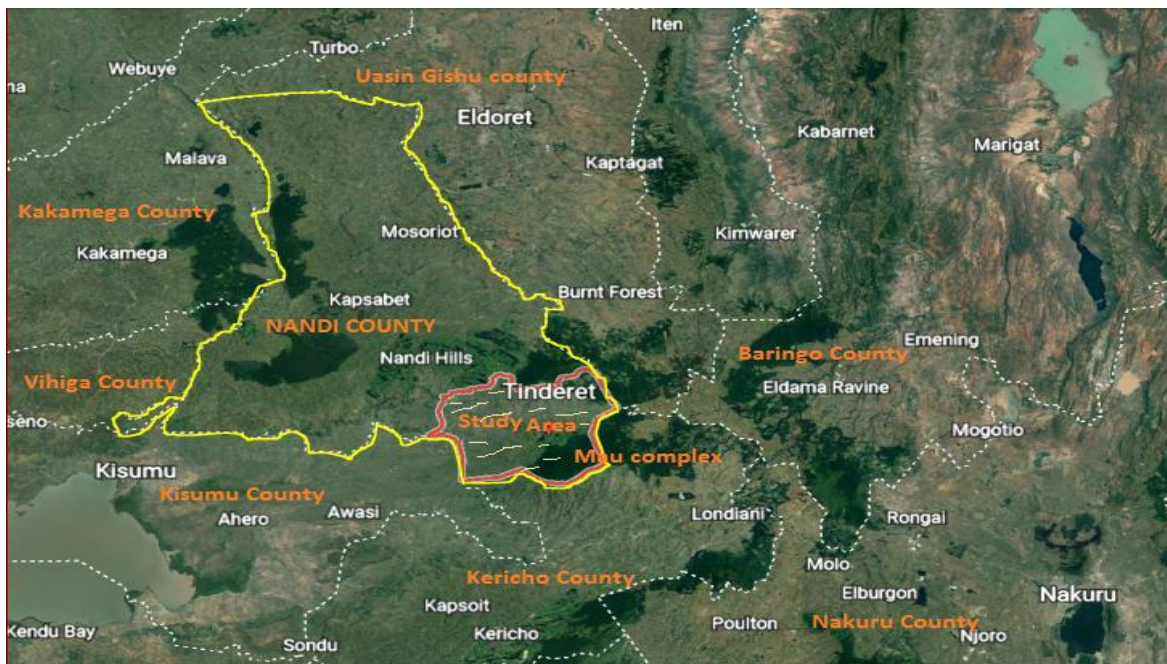 Iten
Turbo
Webuye
Uasin Gishu county
na
Eldoret
Kabarnet
Marigat
Malava
Kaptagat
Kakamega County
Mosoriot
Kimwarer
Kakamega
Burnt Forest
Kapsabet
NANDI COUNTY
Emening
Baringo County
Nandi Hills
Vihiga County
Tinderet
Eldama Ravine
seno
Study Area
Mogotio
Mau complex
Kisumu
Kisumu County
Londiani
Rongai
Ahero
Awasi
Molo
Kericho County
Elburgon
Nakuru
Kapsoit
Poulton
Nakuru County
Kendu Bay
Kericho
Njoro
Sondu